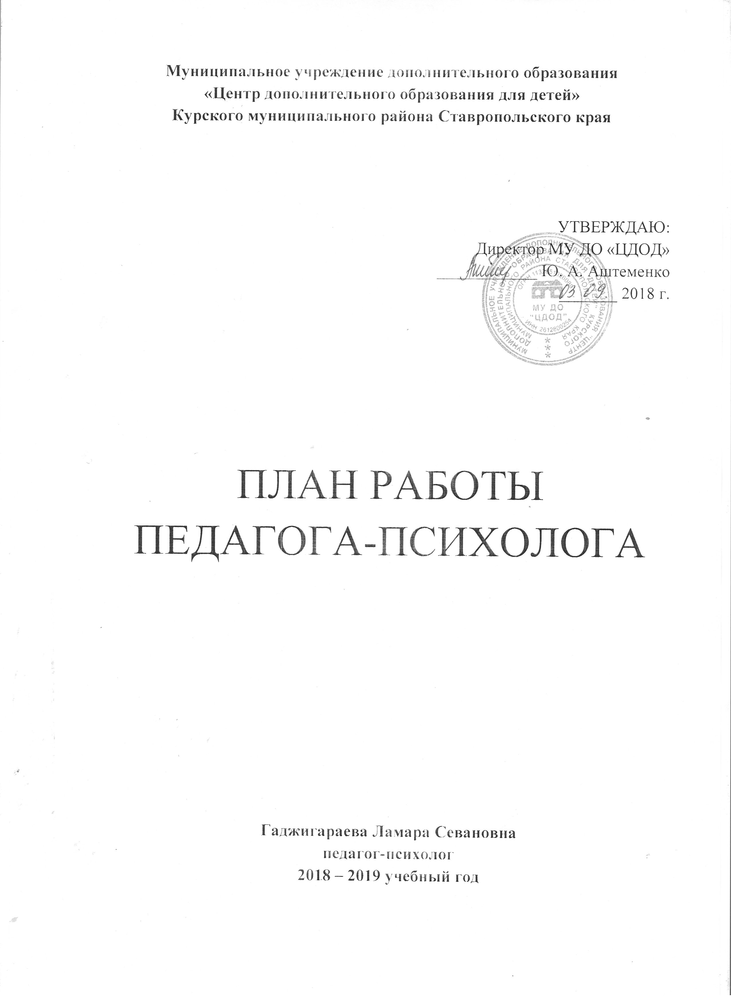 Муниципальное учреждение дополнительного образования
«Центр дополнительного образования для детей»
Курского муниципального района Ставропольского края
УТВЕРЖДАЮ:
Директор МУ ДО «ЦДОД»
Ю. А. Аштеменко
03 09. 2018 г.
МУНИЦИПАЛЬНОЕ УЧРЕЖДЕНИЕ ДОПОЛНИТЕЛЬНОГО ОБРАЗОВАНИЯ "ЦЕНТР
ДОПОЛНИТЕЛЬНОГО ОБРАЗОВАНИЯ ДЛЯ ДЕТЕЙ" КУРСКОГО
МУНИЦИПАЛЬНОГО РАЙОНА СТАВРОПОЛЬСКОГО КРАЯ
ОГРН
МУ ДО
"ЦДОД"
ИНН 2612800254
ПЛАН РАБОТЫ
ПЕДАГОГА-ПСИХОЛОГА
Гаджигараева Ламара Севановна
педагог-психолог
2018 – 2019 учебный год